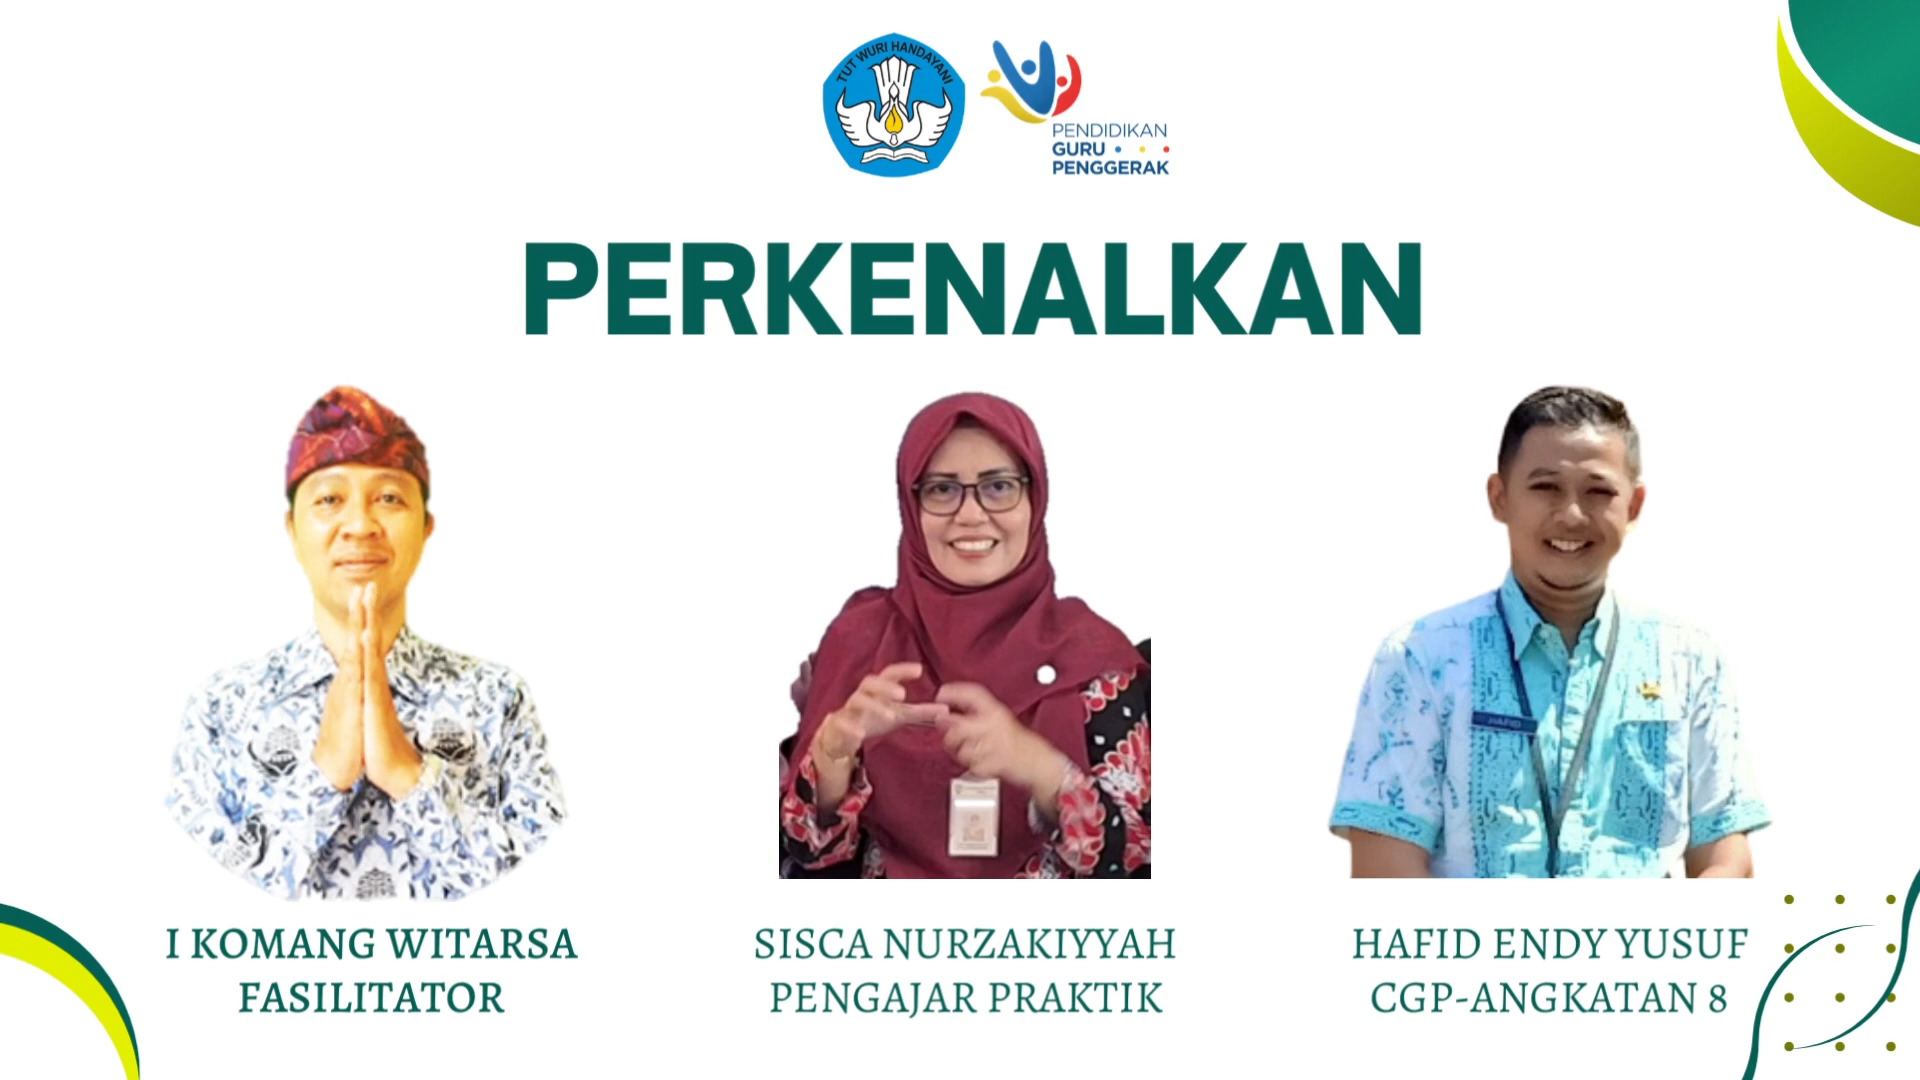 TUT WURI HANDAYANI
PENDIDIKAN
GURU
PENGGERAK
PERKENALKAN
HAFID
I KOMANG WITARSA
FASILITATOR
SISCA NURZAKIYYAH
PENGAJAR PRAKTIK
HAFID ENDY YUSUF
CGP-ANGKATAN 8